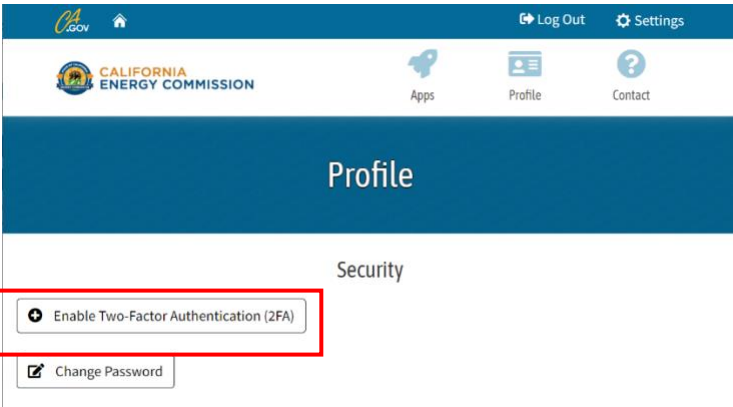 CA.GOV Log Out Settings
CALIFORNIA
ENERGY COMMISSION
Apps Profile Contact
Profile
Security
Enable Two-Factor Authentication (2FA)
Change Password